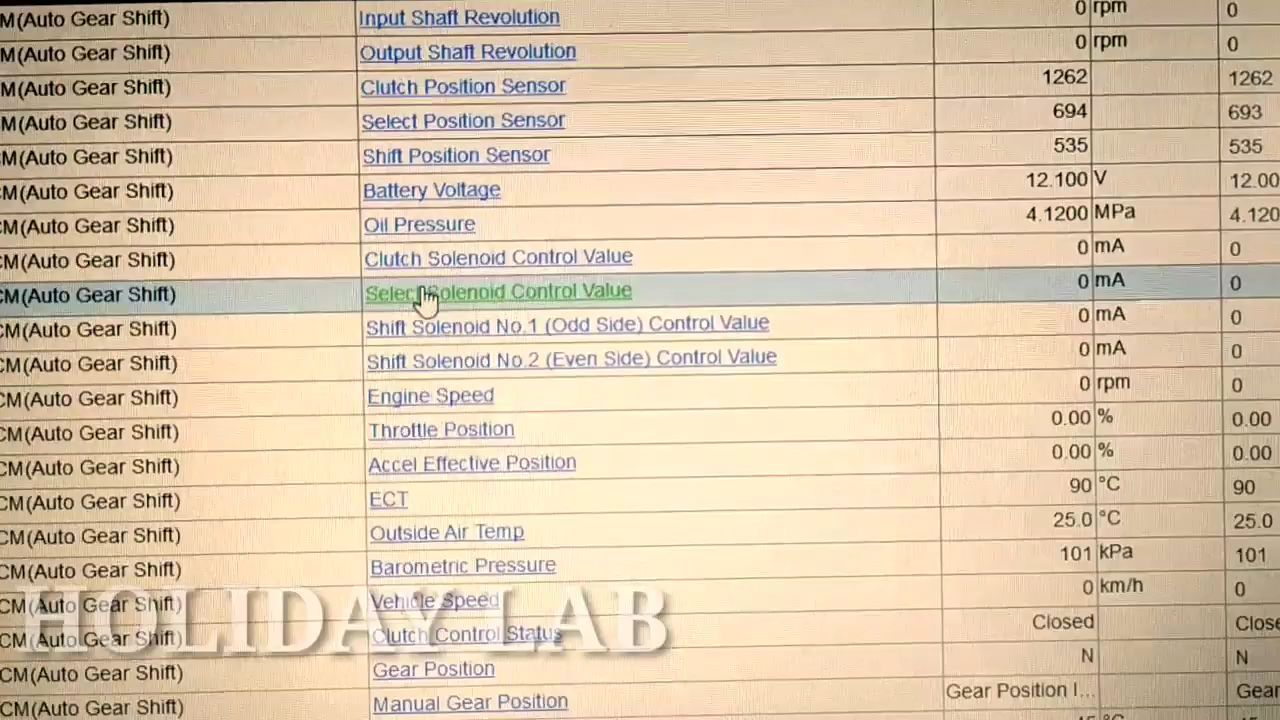 M(Auto Gear Shift) Input Shaft Revolution 0 rpm 0
CM(Auto Gear Shift) Output Shaft Revolution 0 rpm 0
CM(Auto Gear Shift) Clutch Position Sensor 1262 1262
CM(Auto Gear Shift) Select Position Sensor 694 693
CM(Auto Gear Shift) Shift Position Sensor 535 535
CM(Auto Gear Shift) Battery Voltage 12.100 V 12.00
CM(Auto Gear Shift) Oil Pressure 4.1200 MPa 4.120
CM(Auto Gear Shift) Clutch Solenoid Control Value 0 mA 0
CM(Auto Gear Shift) Select Solenoid Control Value 0 mA 0
CM(Auto Gear Shift) Shift Solenoid No.1 (Odd Side) Control Value 0 mA 0
CM(Auto Gear Shift) Shift Solenoid No.2 (Even Side) Control Value 0 mA 0
CM(Auto Gear Shift) Engine Speed 0 rpm 0
CM(Auto Gear Shift) Throttle Position 0.00 % 0.00
CM(Auto Gear Shift) Accel Effective Position 0.00 % 0.00
CM(Auto Gear Shift) ECT 90 °C 90
CM(Auto Gear Shift) Outside Air Temp 25.0 °C 25.0
CM(Auto Gear Shift) Barometric Pressure 101 kPa 101
CM(Auto Gear Shift) Vehicle Speed 0 km/h 0
CM(Auto Gear Shift) Clutch Control Status Closed Close
CM(Auto Gear Shift) Gear Position N N
CM(Auto Gear Shift) Manual Gear Position Gear Position I... Gear
HOLIDAY LAB